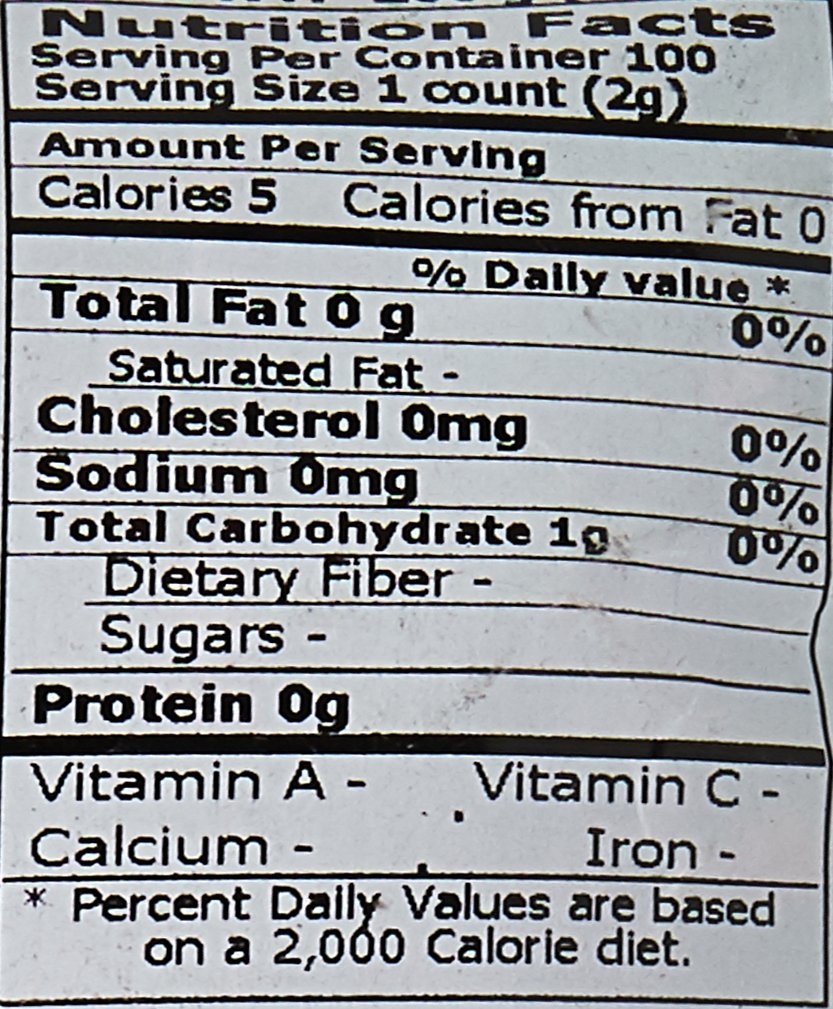 Nutrition Facts
Serving Per Container 100
Serving Size 1 count (2g)
Amount Per Serving
Calories 5 Calories from Fat 0
% Daily value *
Total Fat 0 g 0%
Saturated Fat -
Cholesterol 0mg 0%
Sodium 0mg 0%
Total Carbohydrate 1g 0%
Dietary Fiber -
Sugars -
Protein 0g
Vitamin A - Vitamin C -
Calcium - Iron -
* Percent Daily Values are based
on a 2,000 Calorie diet.